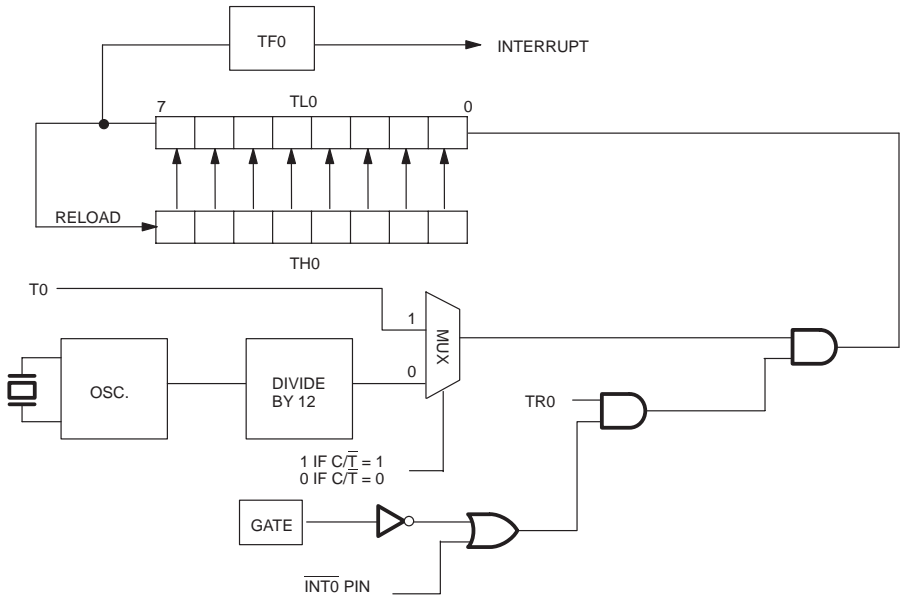 TF0
INTERRUPT
7 TL0 0
RELOAD
TH0
T0
1
MUX
0
OSC.
DIVIDE
BY 12
TR0
1 IF C/T̅ = 1
0 IF C/T̅ = 0
GATE
I̅N̅T̅0̅ PIN